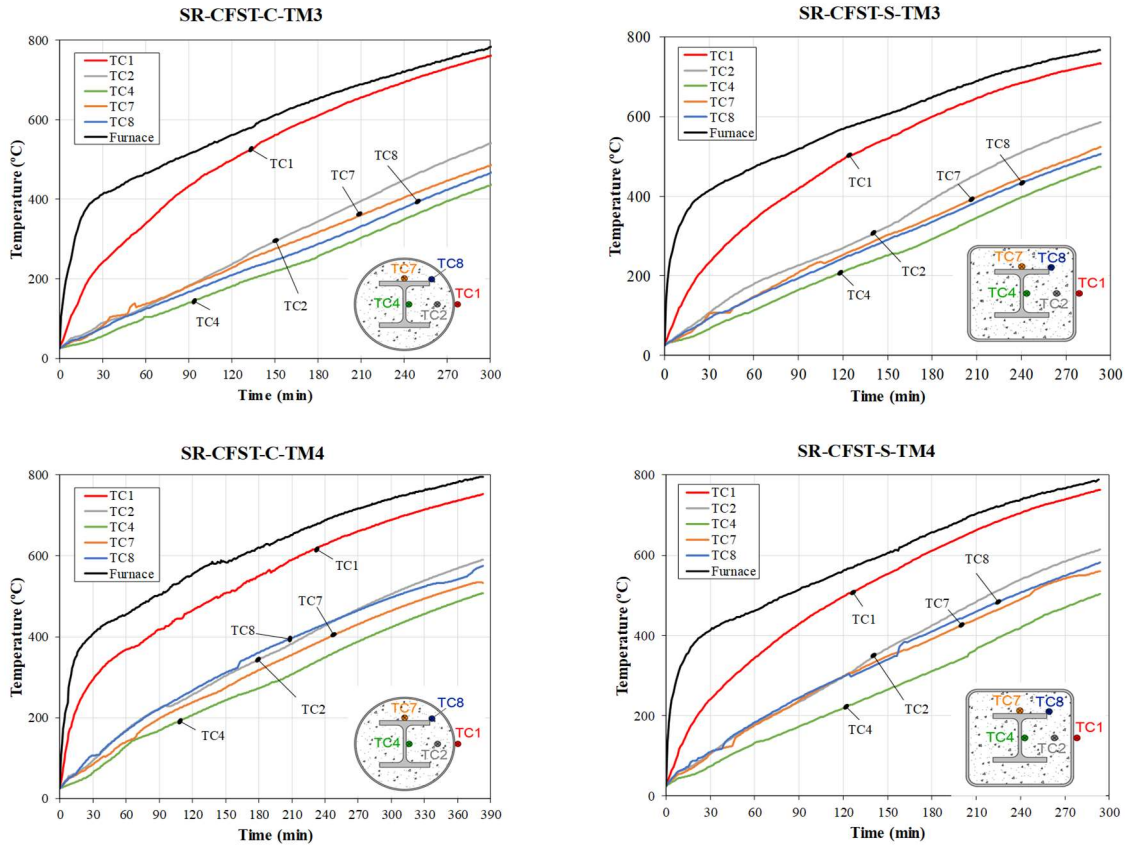 SR-CFST-C-TM3
Temperature (ºC)
800
600
400
200
0
TC1
TC2
TC4
TC7
TC8
Furnace
TC1
TC7
TC8
TC2
TC4
TC7
TC8
TC4
TC2
TC1
0 30 60 90 120 150 180 210 240 270 300
Time (min)
SR-CFST-S-TM3
Temperature (ºC)
800
600
400
200
0
TC1
TC2
TC4
TC7
TC8
Furnace
TC1
TC7
TC8
TC2
TC4
TC7
TC8
TC4
TC2
TC1
0 30 60 90 120 150 180 210 240 270 300
Time (min)
SR-CFST-C-TM4
Temperature (ºC)
800
600
400
200
0
TC1
TC2
TC4
TC7
TC8
Furnace
TC1
TC7
TC8
TC2
TC4
TC7
TC8
TC4
TC2
TC1
0 30 60 90 120 150 180 210 240 270 300 330 360 390
Time (min)
SR-CFST-S-TM4
Temperature (ºC)
800
600
400
200
0
TC1
TC2
TC4
TC7
TC8
Furnace
TC1
TC8
TC7
TC2
TC4
TC7
TC8
TC4
TC2
TC1
0 30 60 90 120 150 180 210 240 270 300
Time (min)